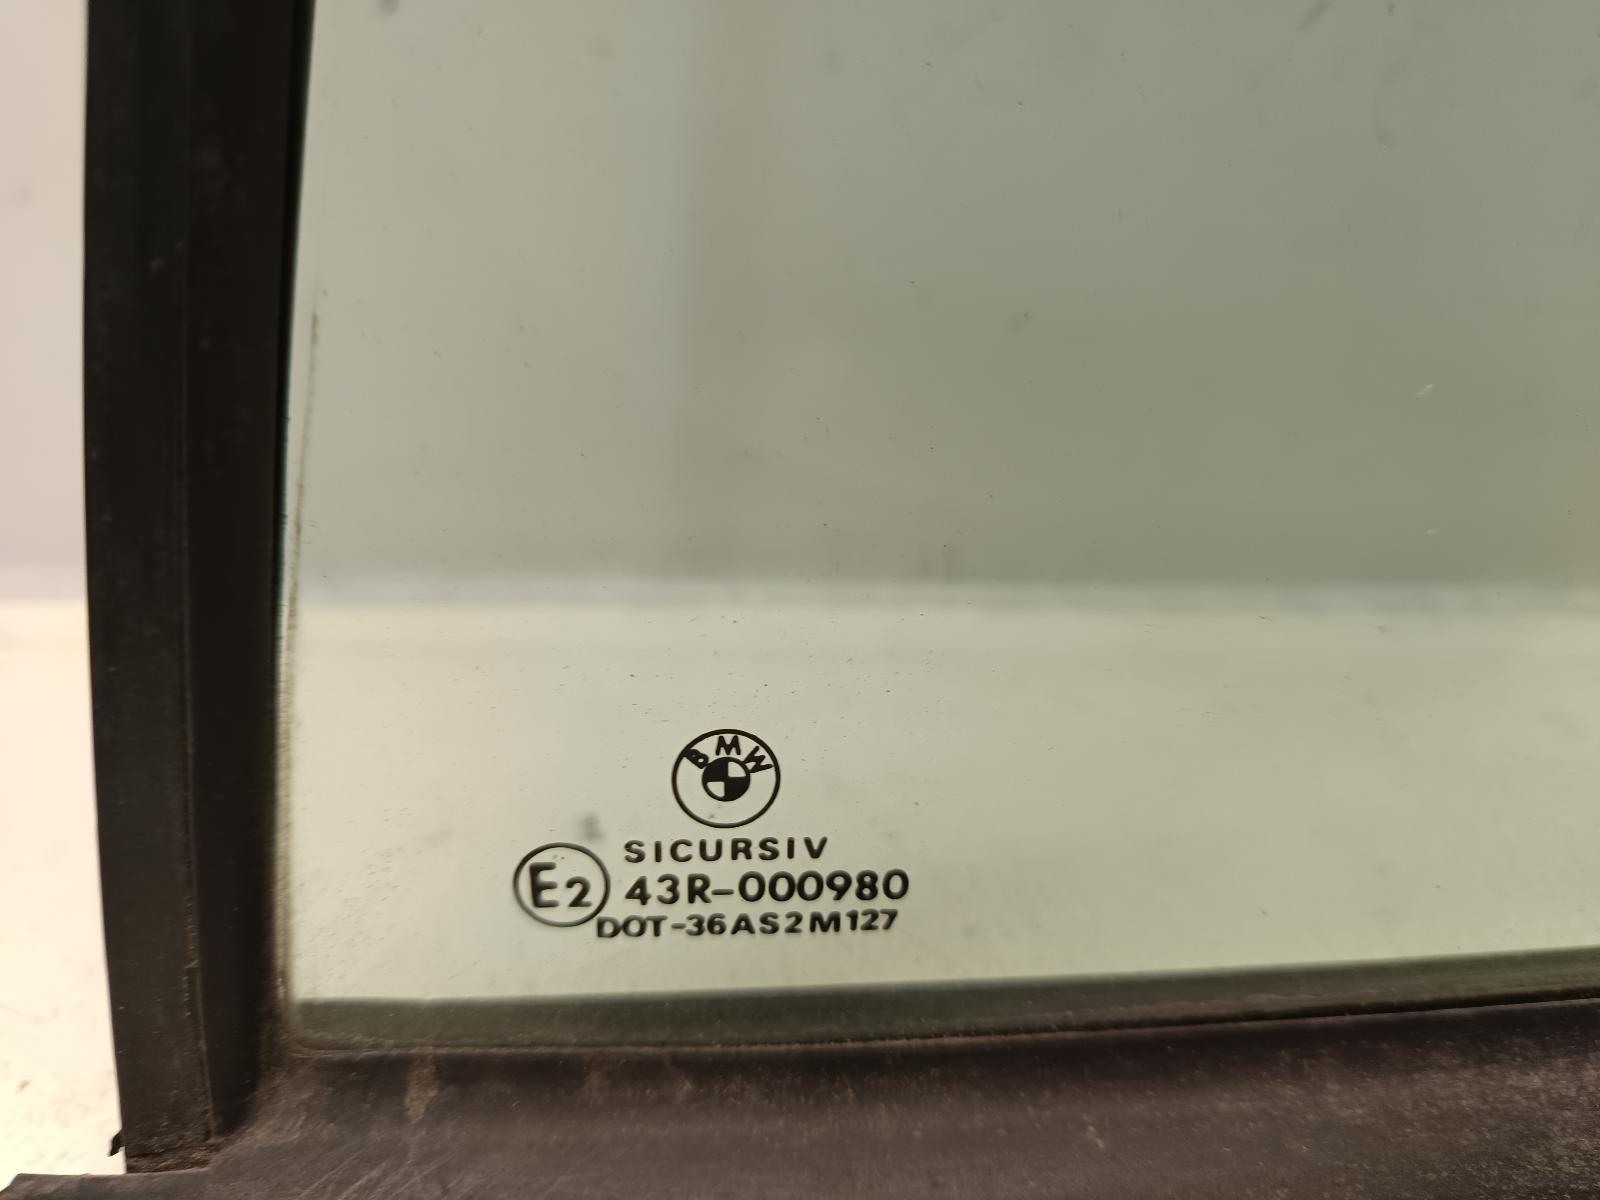 BMW
SICURSIV
E2 43R-000980
DOT-36AS2M127